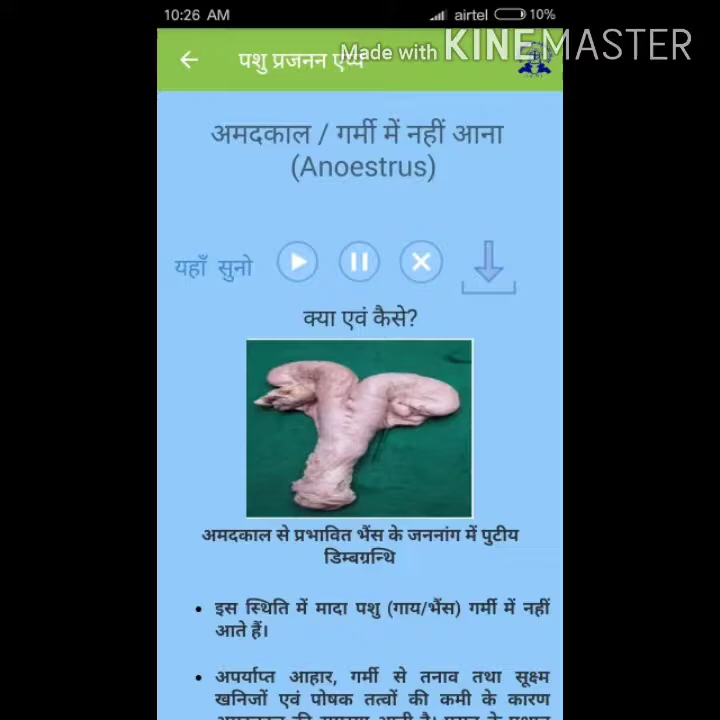 10:26 AM airtel 10%
पशु प्रजनन एप्प
Made with KINEMASTER
अमदकाल / गर्मी में नहीं आना
(Anoestrus)
यहाँ सुनो
क्या एवं कैसे?
अमदकाल से प्रभावित भैंस के जननांग में पुटीय
डिम्बग्रन्थि
• इस स्थिति में मादा पशु (गाय/भैंस) गर्मी में नहीं
आते हैं।
• अपर्याप्त आहार, गर्मी से तनाव तथा सूक्ष्म
खनिजों एवं पोषक तत्वों की कमी के कारण